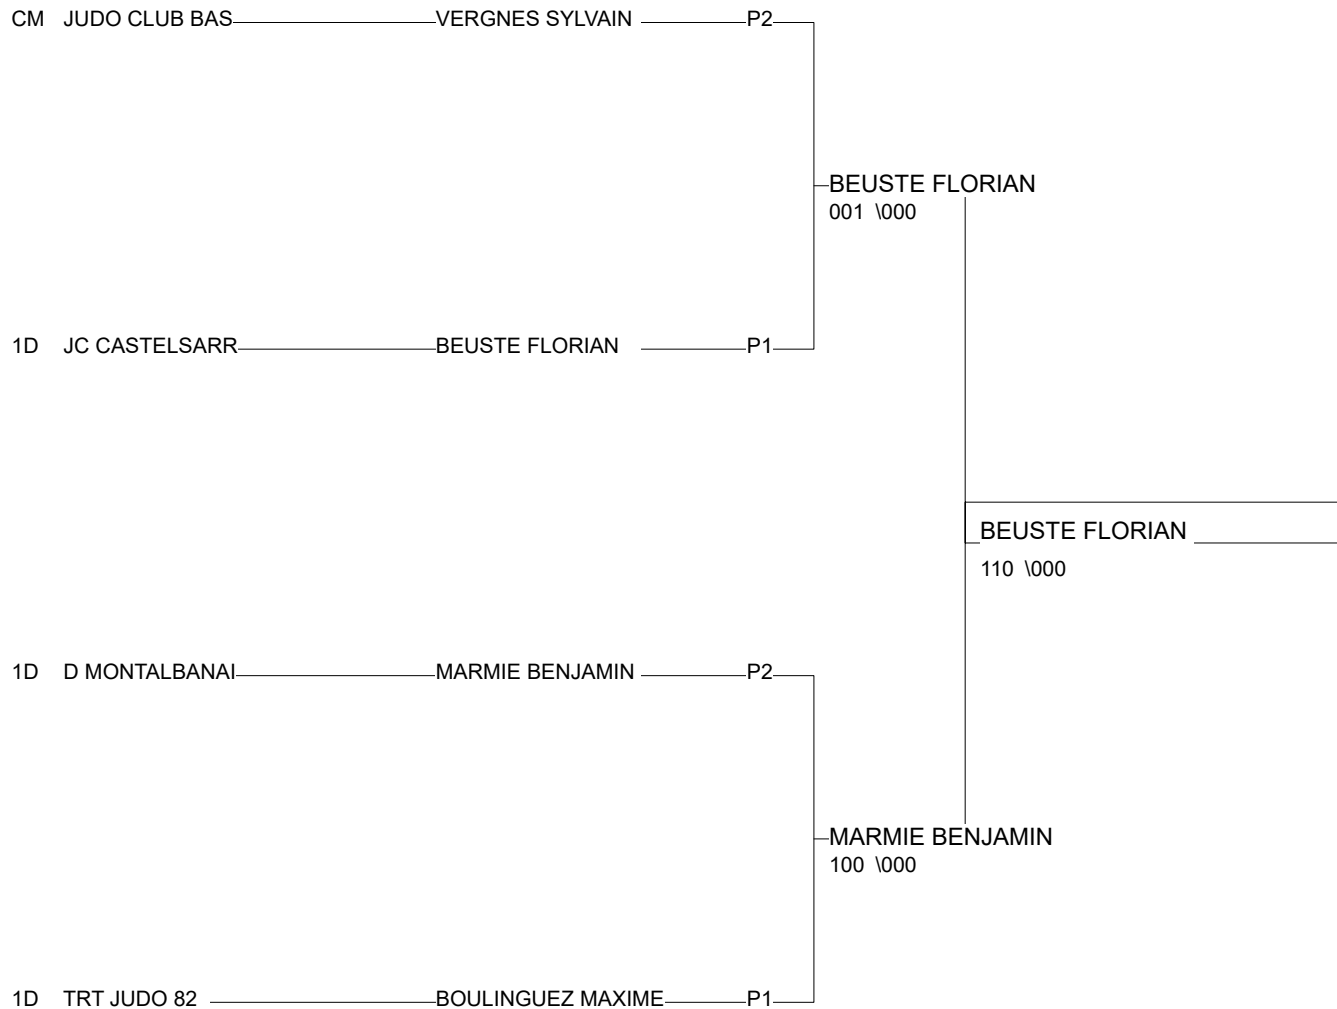 CM JUDO CLUB BAS VERGNES SYLVAIN P2
BEUSTE FLORIAN
001 \000
1D JC CASTELSARR BEUSTE FLORIAN P1
BEUSTE FLORIAN
110 \000
1D D MONTALBANAI MARMIE BENJAMIN P2
MARMIE BENJAMIN
100 \000
1D TRT JUDO 82 BOULINGUEZ MAXIME P1